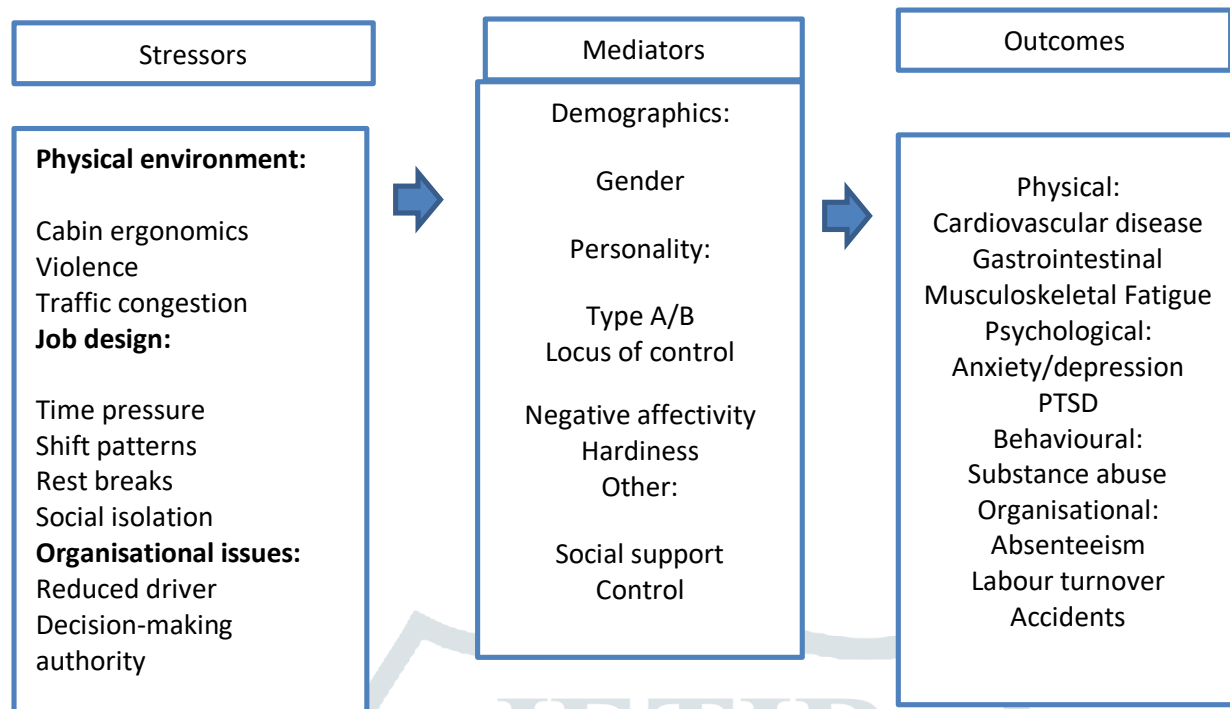 Stressors
Physical environment:
Cabin ergonomics
Violence
Traffic congestion
Job design:
Time pressure
Shift patterns
Rest breaks
Social isolation
Organisational issues:
Reduced driver
Decision-making
authority
Mediators
Demographics:
Gender
Personality:
Type A/B
Locus of control
Negative affectivity
Hardiness
Other:
Social support
Control
Outcomes
Physical:
Cardiovascular disease
Gastrointestinal
Musculoskeletal Fatigue
Psychological:
Anxiety/depression
PTSD
Behavioural:
Substance abuse
Organisational:
Absenteeism
Labour turnover
Accidents